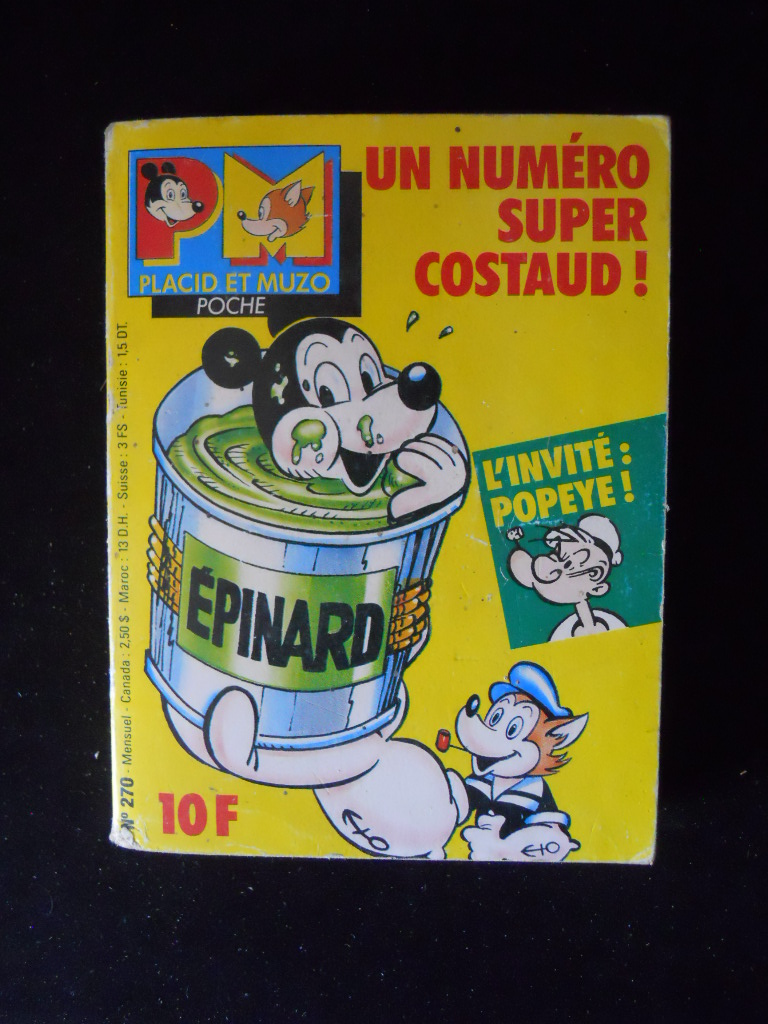 PM
PLACID ET MUZO
POCHE
UN NUMÉRO
SUPER
COSTAUD !
L'INVITÉ :
POPEYE !
ÉPINARD
10 F
N° 270 - Mensuel - Canada : 2,50 $ - Maroc : 13 D.H. - Suisse : 3 FS - Tunisie : 1,5 DT.